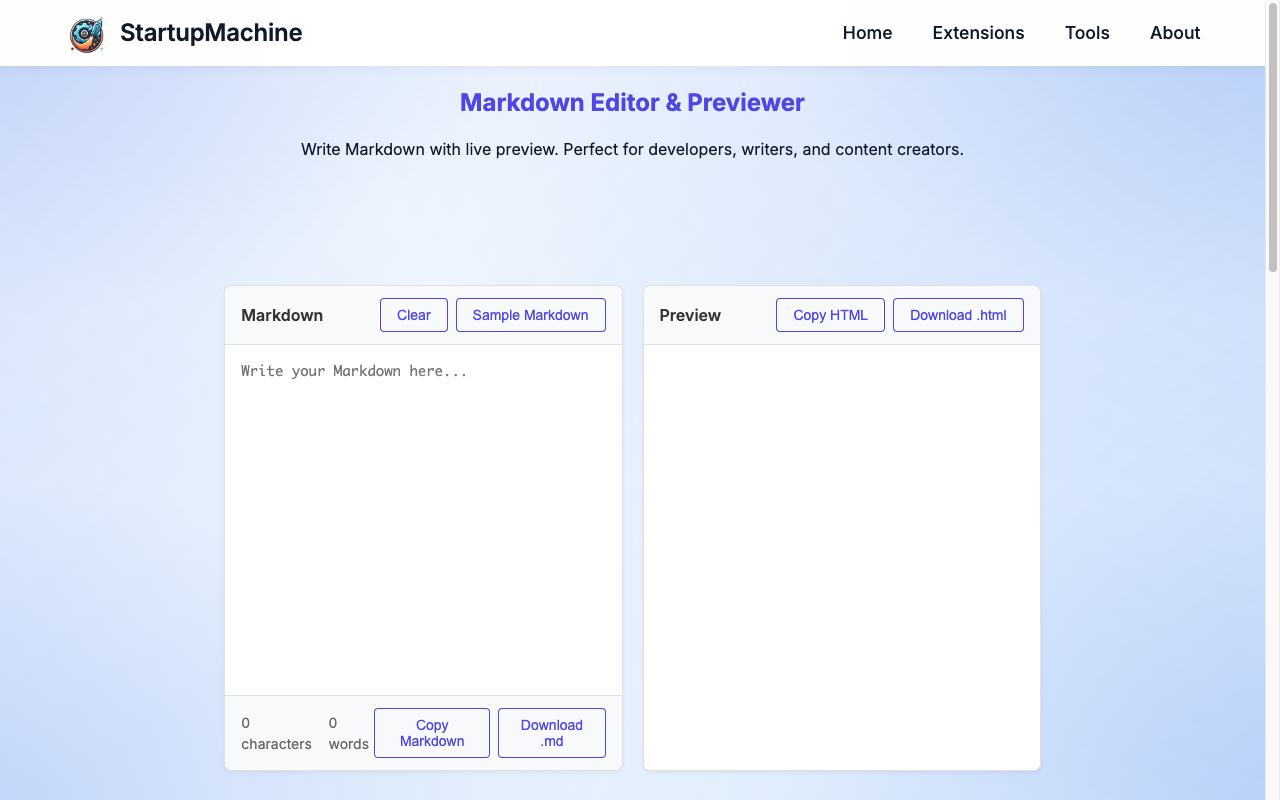 StartupMachine
Home
Extensions
Tools
About
Markdown Editor & Previewer
Write Markdown with live preview. Perfect for developers, writers, and content creators.
Markdown
Clear
Sample Markdown
Write your Markdown here...
0
characters
0
words
Copy
Markdown
Download
.md
Preview
Copy HTML
Download .html